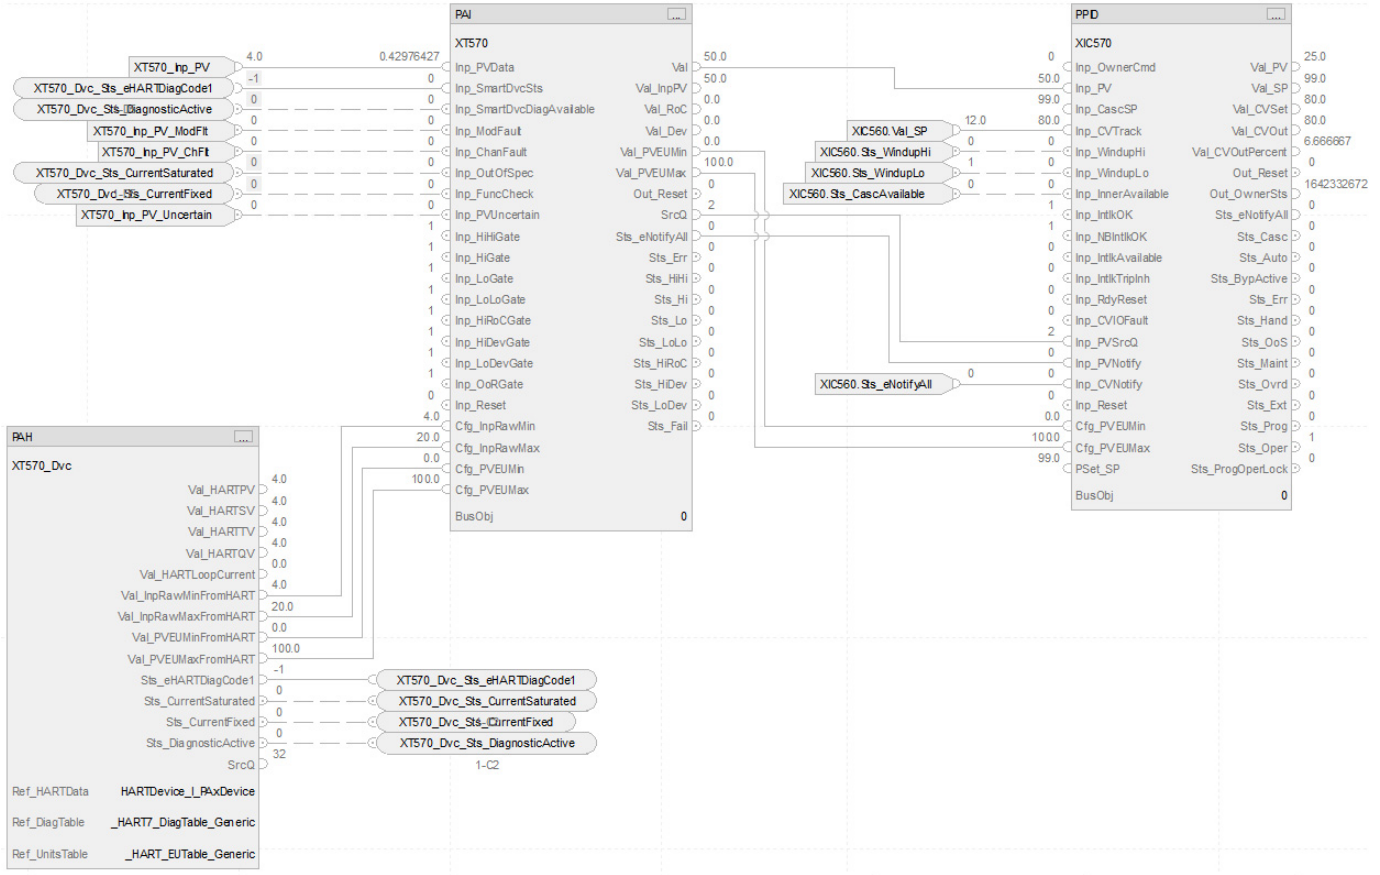 PAI ...
XT570
XT570_Inp_PV 4.0 0.42976427 Inp_PVData Val 50.0
XT570_Dvc_Sts_eHARTDiagCode1 -1 0 Inp_SmartDvcSts Val_InpPV 50.0
XT570_Dvc_Sts_DiagnosticActive 0 0 Inp_SmartDvcDiagAvailable Val_RoC 0.0
XT570_Inp_PV_ModFlt 0 0 Inp_ModFault Val_Dev 0.0
XT570_Inp_PV_ChFlt 0 0 Inp_ChanFault Val_PVEUMin 0.0
XT570_Dvc_Sts_CurrentSaturated 0 0 Inp_OutOfSpec Val_PVEUMax 100.0
XT570_Dvc_Sts_CurrentFixed 0 0 Inp_FuncCheck Out_Reset 0
XT570_Inp_PV_Uncertain 0 0 Inp_PVUncertain SrcQ 2
1 Inp_HiHiGate Sts_eNotifyAll 0
1 Inp_HiGate Sts_Err 0
1 Inp_LoGate Sts_HiHi 0
1 Inp_LoLoGate Sts_Hi 0
1 Inp_HiRoCGate Sts_Lo 0
1 Inp_HiDevGate Sts_LoLo 0
1 Inp_LoDevGate Sts_HiRoC 0
1 Inp_OoRGate Sts_HiDev 0
0 Inp_Reset Sts_LoDev 0
4.0 Cfg_InpRawMin Sts_Fail 0
20.0 Cfg_InpRawMax
0.0 Cfg_PVEUMin
100.0 Cfg_PVEUMax
BusObj 0
PPID ...
XIC570
0 Inp_OwnerCmd Val_PV 25.0
50.0 Inp_PV Val_SP 99.0
99.0 Inp_CascSP Val_CVSet 80.0
XIC560.Val_SP 12.0 80.0 Inp_CVTrack Val_CVOut 80.0
XIC560.Sts_WindupHi 0 0 Inp_WindupHi Val_CVOutPercent 6.666667
XIC560.Sts_WindupLo 1 0 Inp_WindupLo Out_Reset 0
XIC560.Sts_CascAvailable 0 0 Inp_InnerAvailable Out_OwnerSts 1642332672
1 Inp_IntlkOK Sts_eNotifyAll 0
1 Inp_NBIntlkOK Sts_Casc 0
0 Inp_IntlkAvailable Sts_Auto 0
0 Inp_IntlkTripInh Sts_BypActive 0
0 Inp_RdyReset Sts_Err 0
0 Inp_CVIOFault Sts_Hand 0
2 Inp_PVSrcQ Sts_OoS 0
0 Inp_PVNotify Sts_Maint 0
XIC560.Sts_eNotifyAll 0 0 Inp_CVNotify Sts_Ovrd 0
0 Inp_Reset Sts_Ext 0
0.0 Cfg_PVEUMin Sts_Prog 0
100.0 Cfg_PVEUMax Sts_Oper 1
99.0 PSet_SP Sts_ProgOperLock 0
BusObj 0
PAH ...
XT570_Dvc
Val_HARTPV 4.0
Val_HARTSV 4.0
Val_HARTTV 4.0
Val_HARTQV 4.0
Val_HARTLoopCurrent 0.0
Val_InpRawMinFromHART 4.0
Val_InpRawMaxFromHART 20.0
Val_PVEUMinFromHART 0.0
Val_PVEUMaxFromHART 100.0
Sts_eHARTDiagCode1 -1 XT570_Dvc_Sts_eHARTDiagCode1
Sts_CurrentSaturated 0 XT570_Dvc_Sts_CurrentSaturated
Sts_CurrentFixed 0 XT570_Dvc_Sts_CurrentFixed
Sts_DiagnosticActive 0 XT570_Dvc_Sts_DiagnosticActive
SrcQ 32 1-C2
Ref_HARTData HARTDevice_I_PAxDevice
Ref_DiagTable _HART7_DiagTable_Generic
Ref_UnitsTable _HART_EUTable_Generic